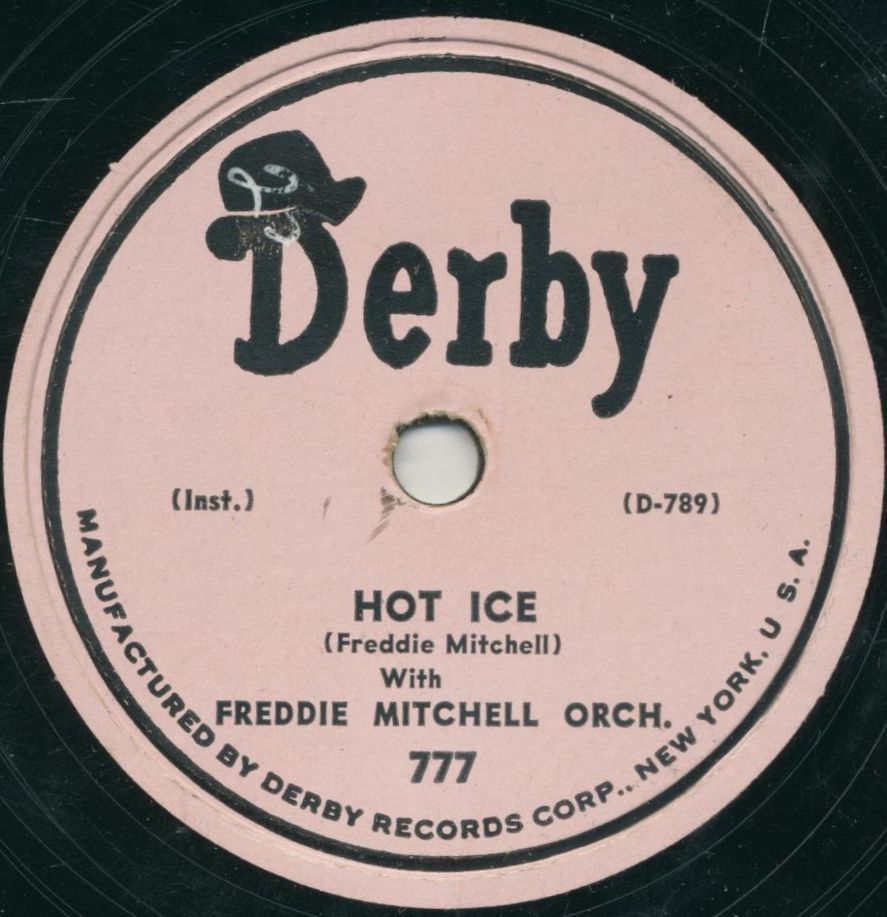 Derby
(Inst.)
(D-789)
HOT ICE
(Freddie Mitchell)
With
FREDDIE MITCHELL ORCH.
777
MANUFACTURED BY DERBY RECORDS CORP., NEW YORK, U S. A.